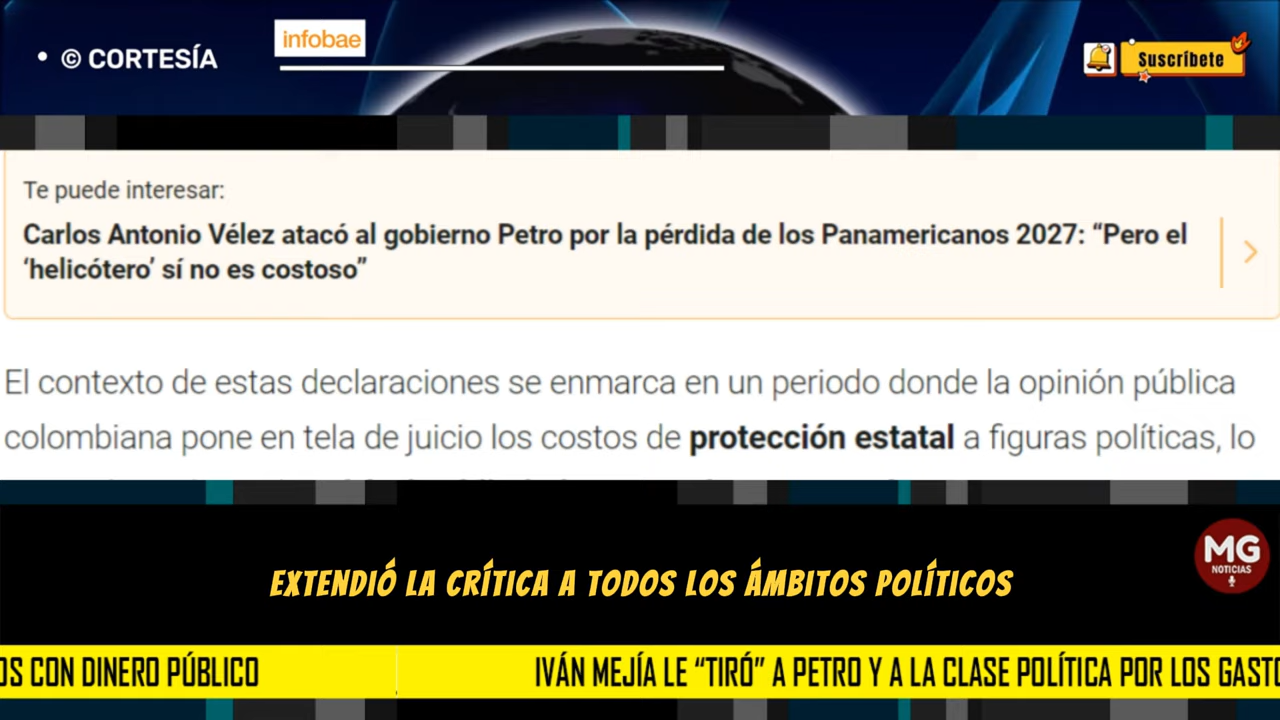 • © CORTESÍA
infobae
Suscríbete
Te puede interesar:
Carlos Antonio Vélez atacó al gobierno Petro por la pérdida de los Panamericanos 2027: “Pero el
‘helicótero’ sí no es costoso”
El contexto de estas declaraciones se enmarca en un periodo donde la opinión pública
colombiana pone en tela de juicio los costos de protección estatal a figuras políticas, lo
EXTENDIÓ LA CRÍTICA A TODOS LOS ÁMBITOS POLÍTICOS
MG
NOTICIAS
OS CON DINERO PÚBLICO
IVÁN MEJÍA LE “TIRÓ” A PETRO Y A LA CLASE POLÍTICA POR LOS GASTO